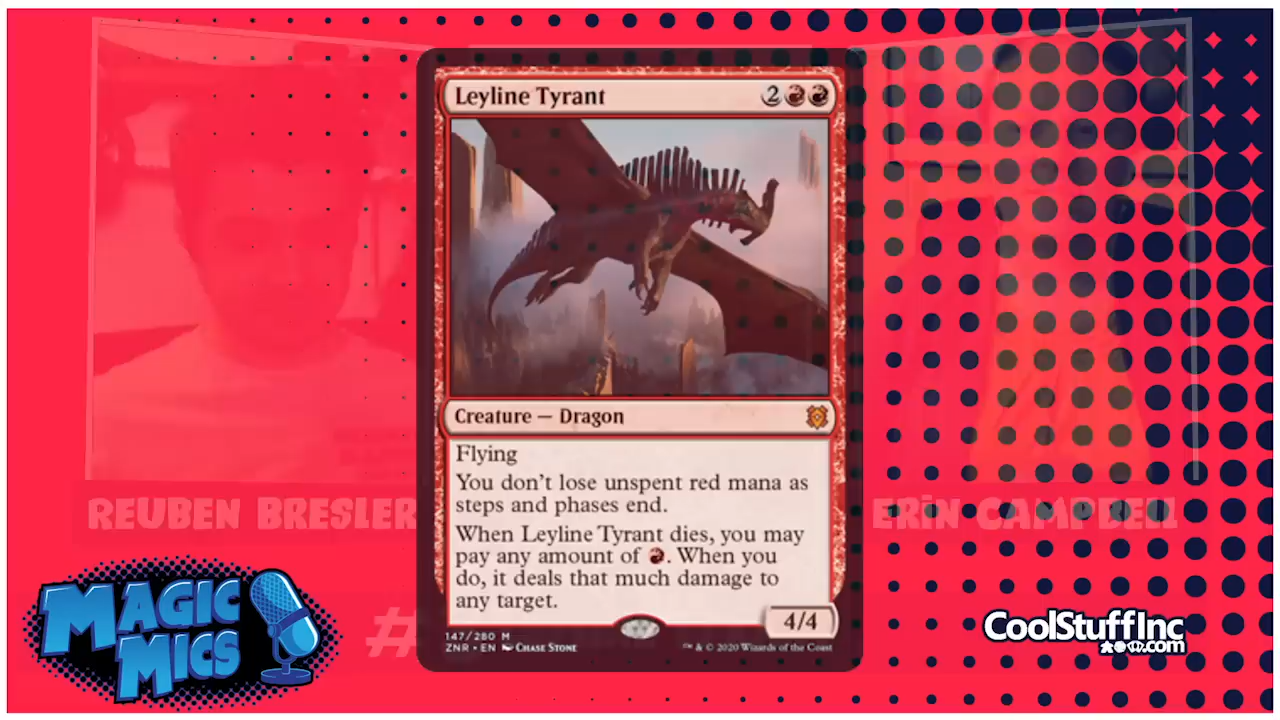 Leyline Tyrant 2
Creature — Dragon
Flying
You don't lose unspent red mana as
steps and phases end.
When Leyline Tyrant dies, you may
pay any amount of . When you
do, it deals that much damage to
any target.
4/4
147/280 M
ZNR • EN CHASE STONE
™ & © 2020 Wizards of the Coast
REUBEN BRESLER
ERiN CAMPBELL
MAGIC
MICS
#
CoolStuffInc
.com